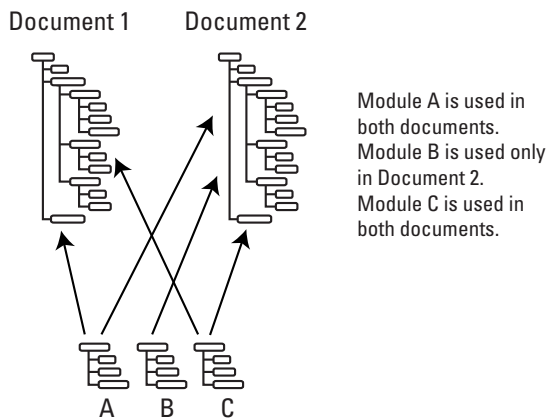 Document 1
Document 2
Module A is used in
both documents.
Module B is used only
in Document 2.
Module C is used in
both documents.
A
B
C